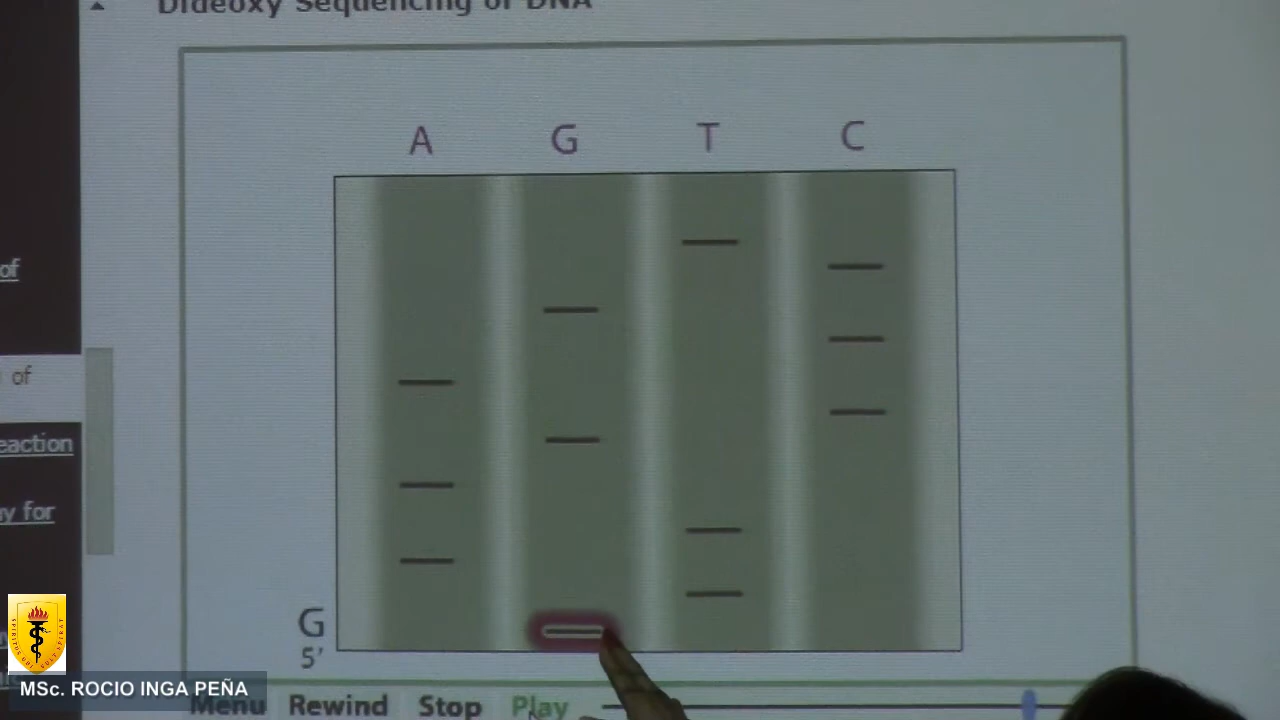 Dideoxy Sequencing of DNA
A G T C
of
of
eaction
y for
G
5'
MSc. ROCIO INGA PEÑA
Menu Rewind Stop Play